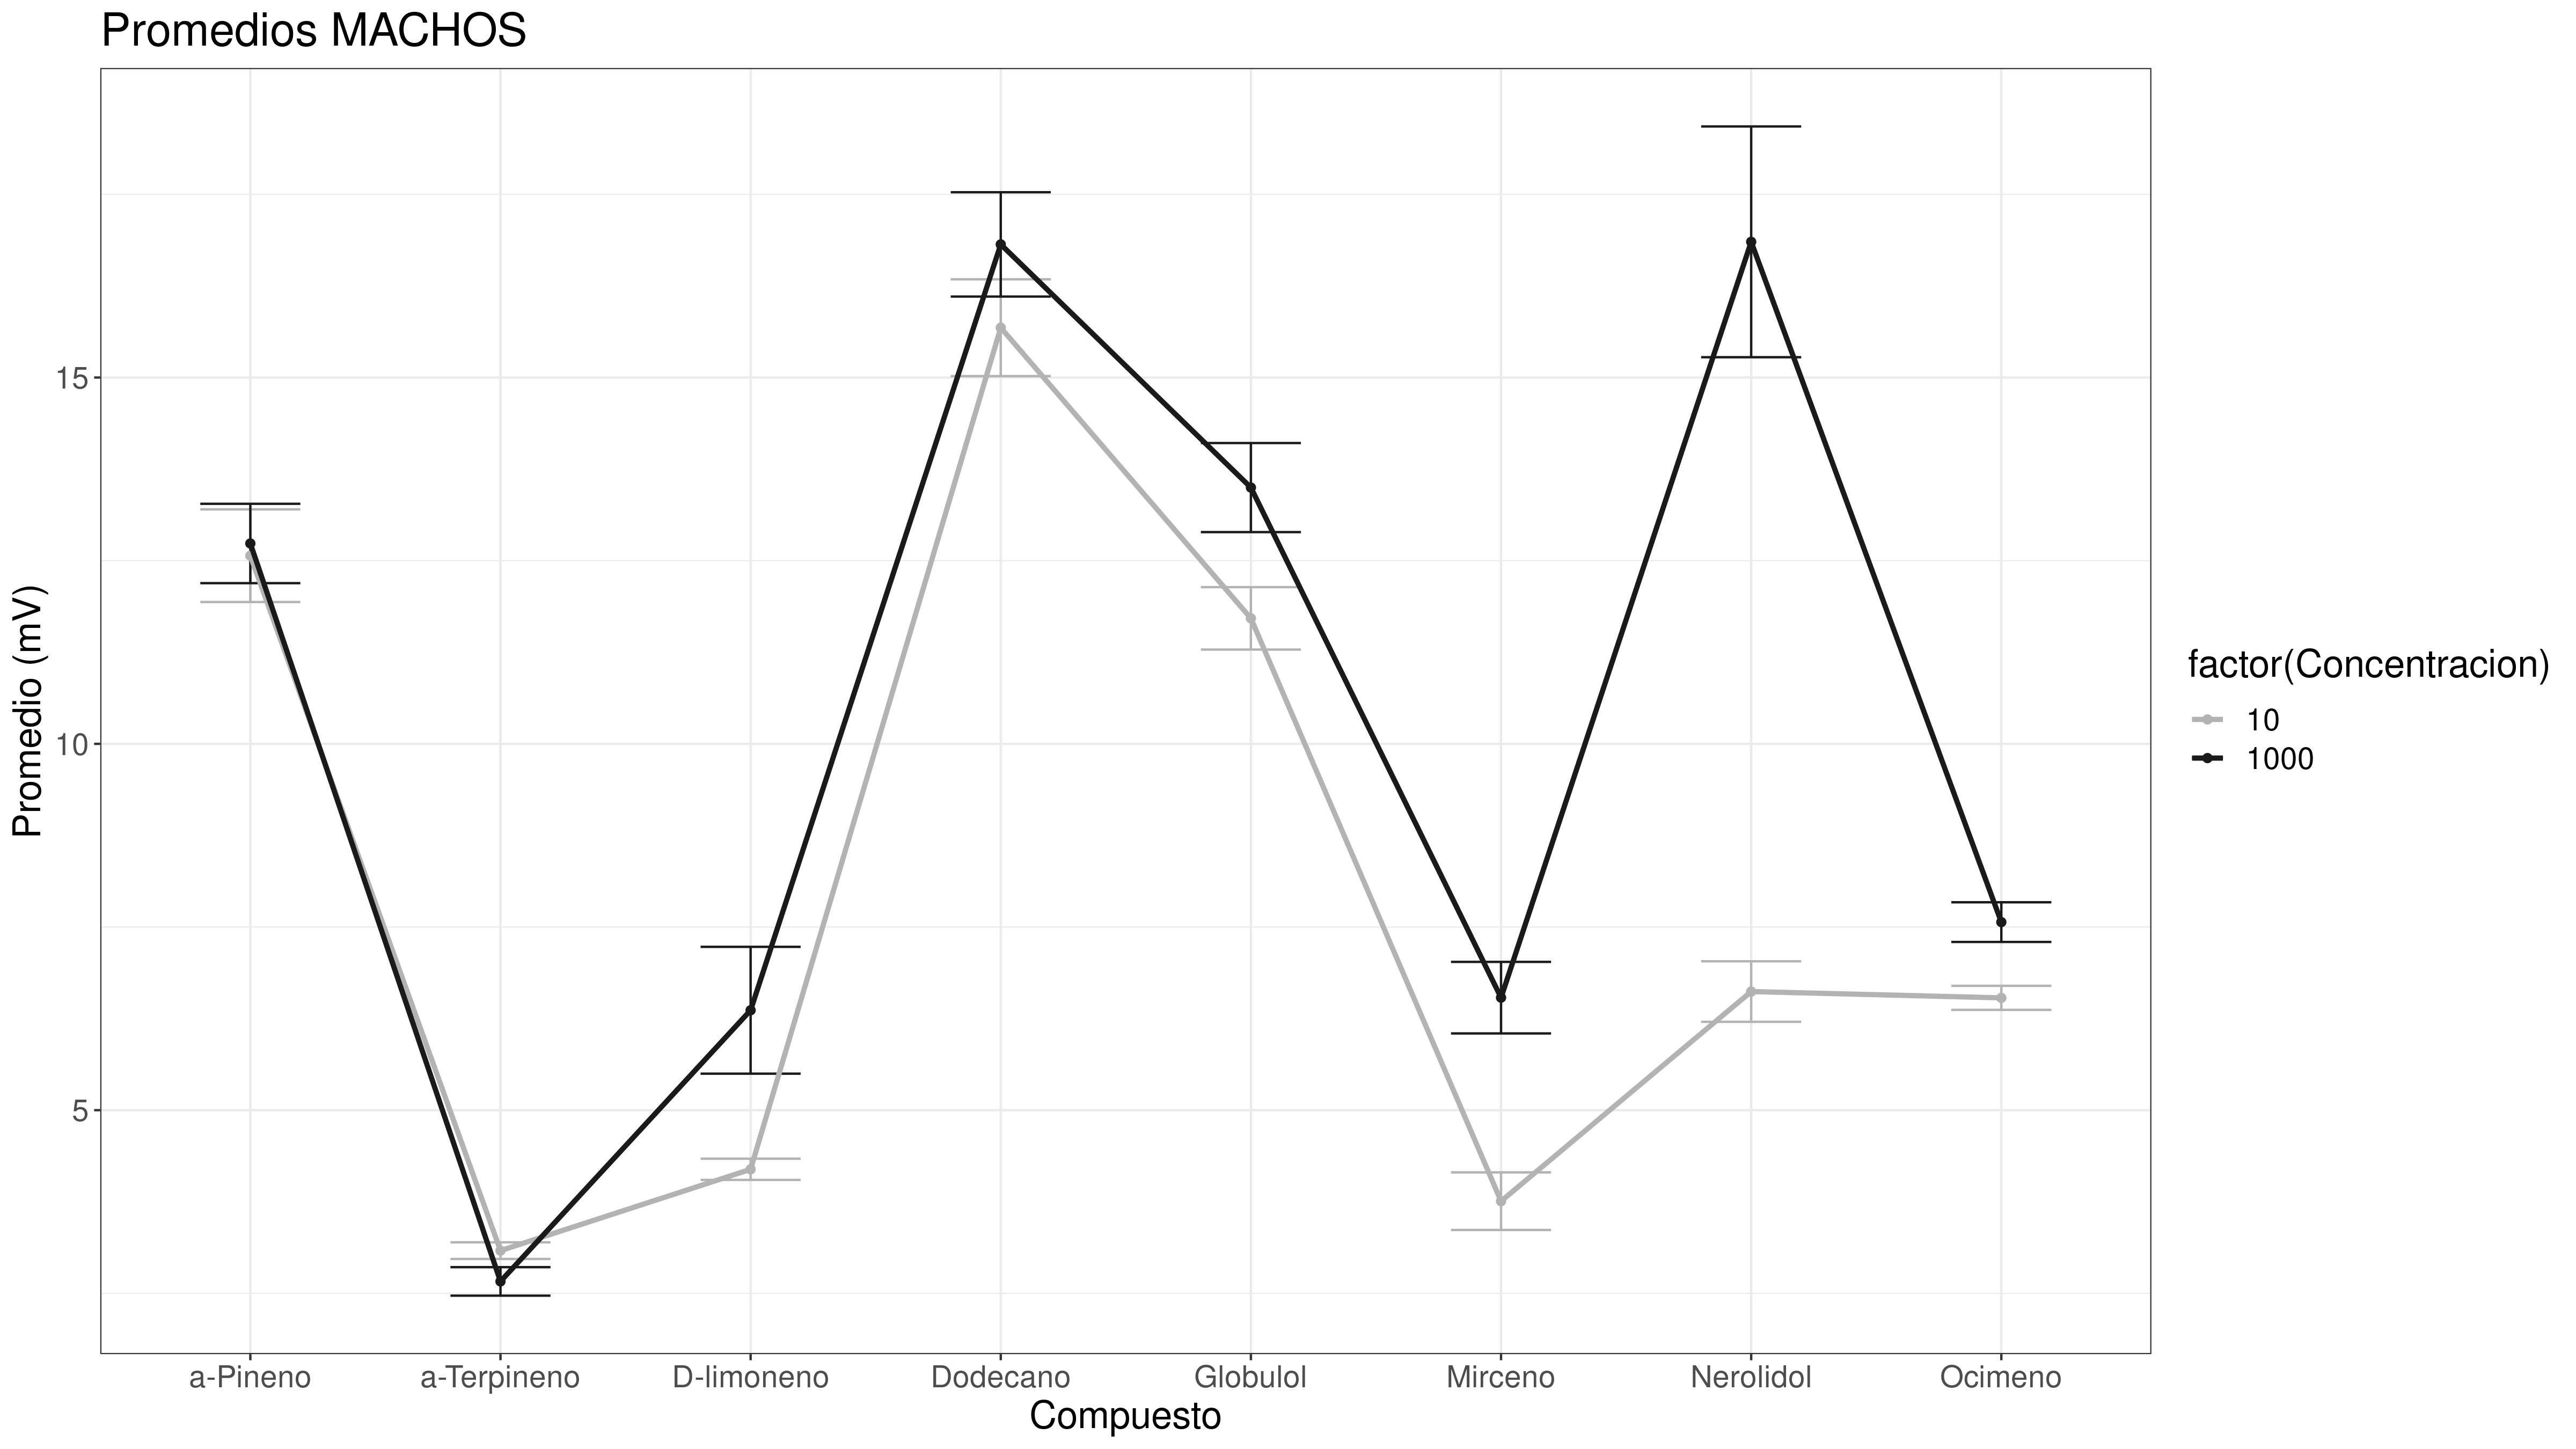 Promedios MACHOS
Promedio (mV)
15
10
5
a-Pineno a-Terpineno D-limoneno Dodecano Globulol Mirceno Nerolidol Ocimeno
Compuesto
factor(Concentracion)
10
1000